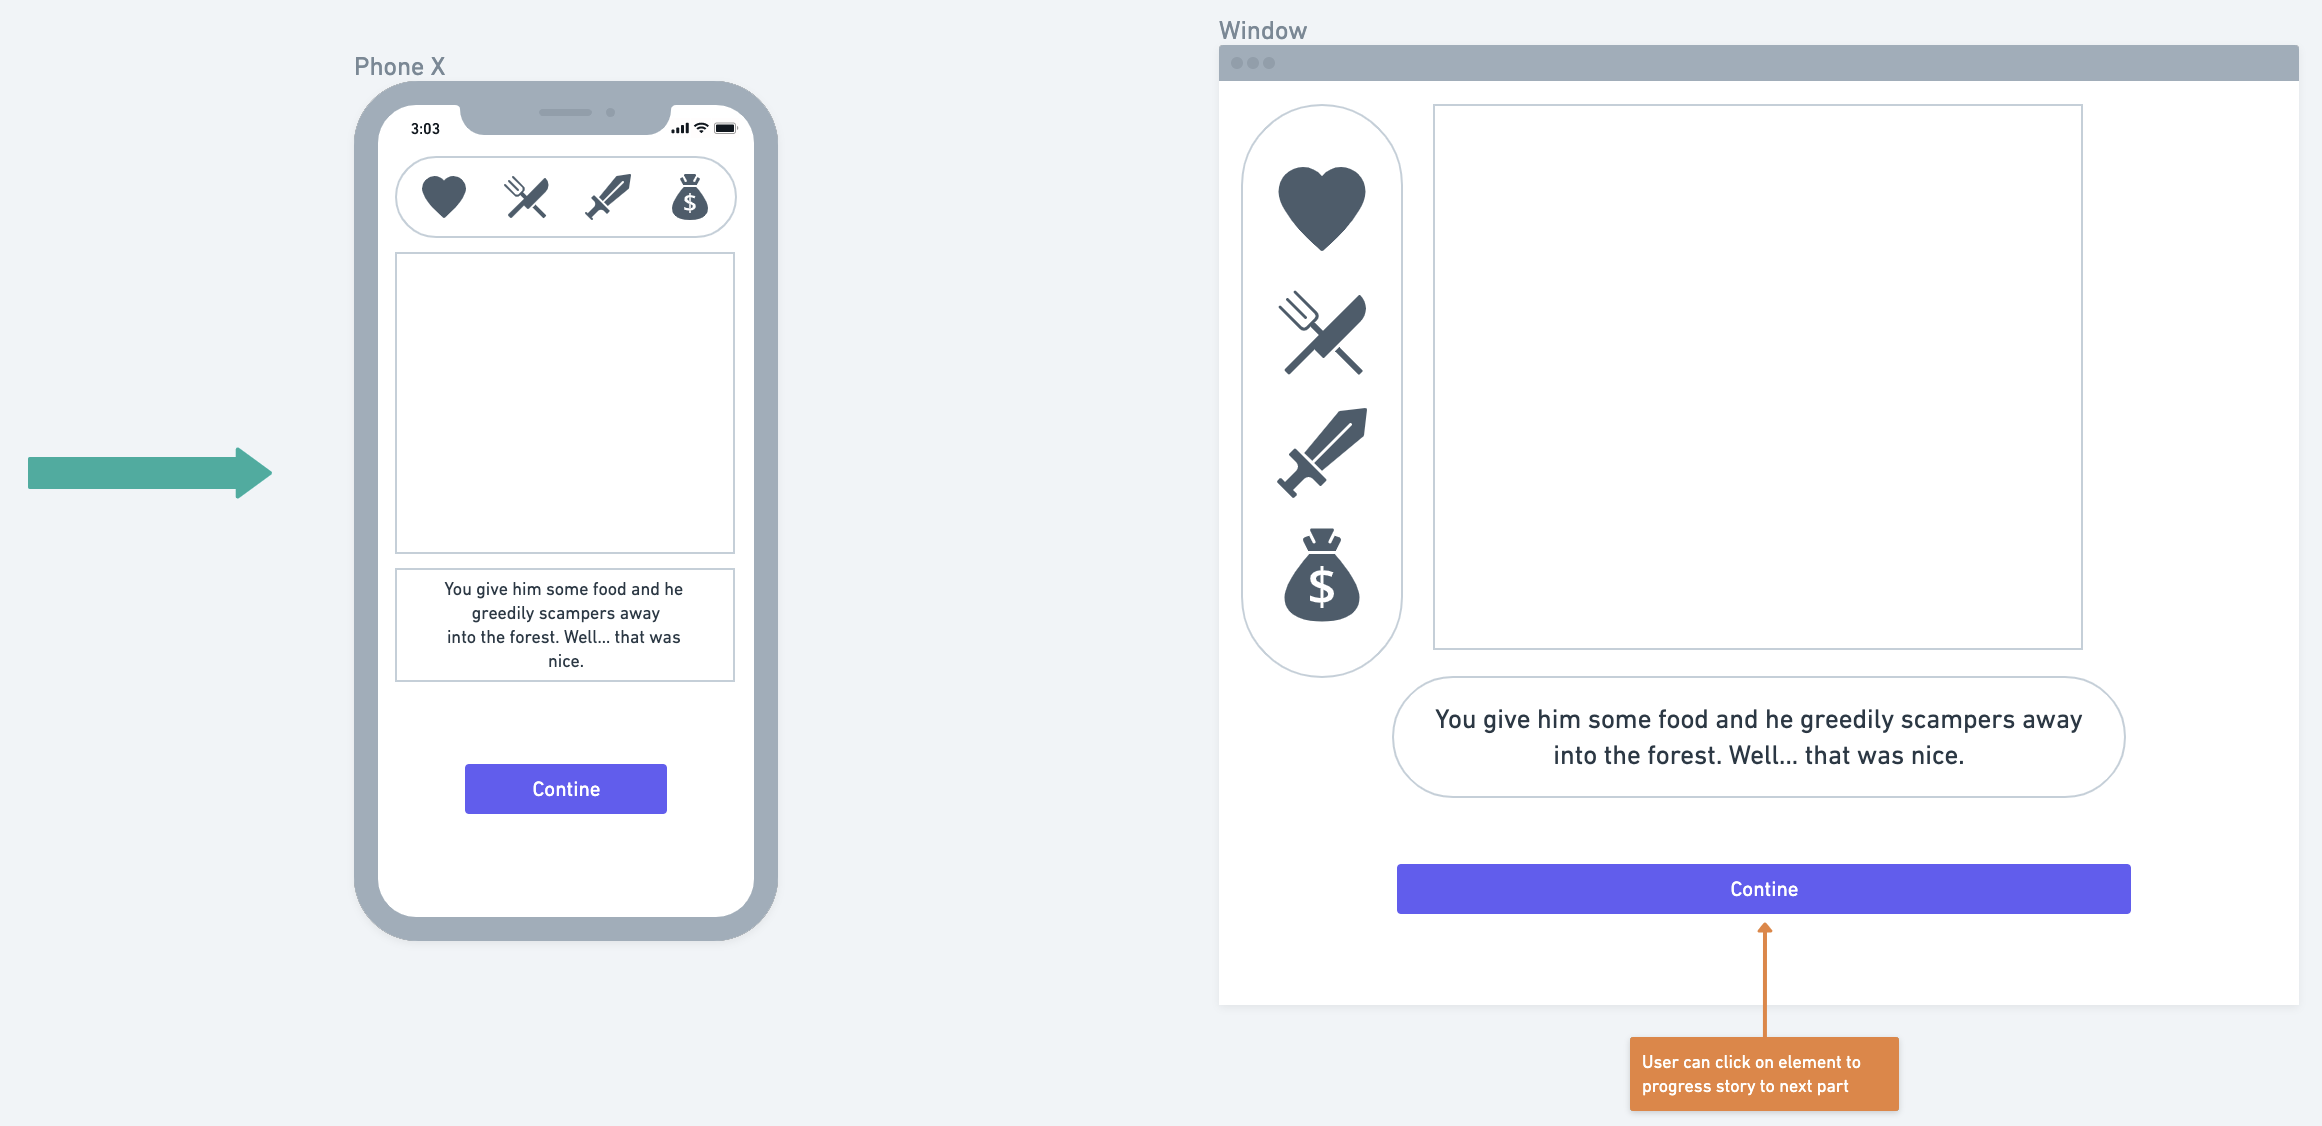 Phone X
3:03
$
You give him some food and he
greedily scampers away
into the forest. Well... that was
nice.
Contine
Window
$
You give him some food and he greedily scampers away
into the forest. Well... that was nice.
Contine
User can click on element to
progress story to next part